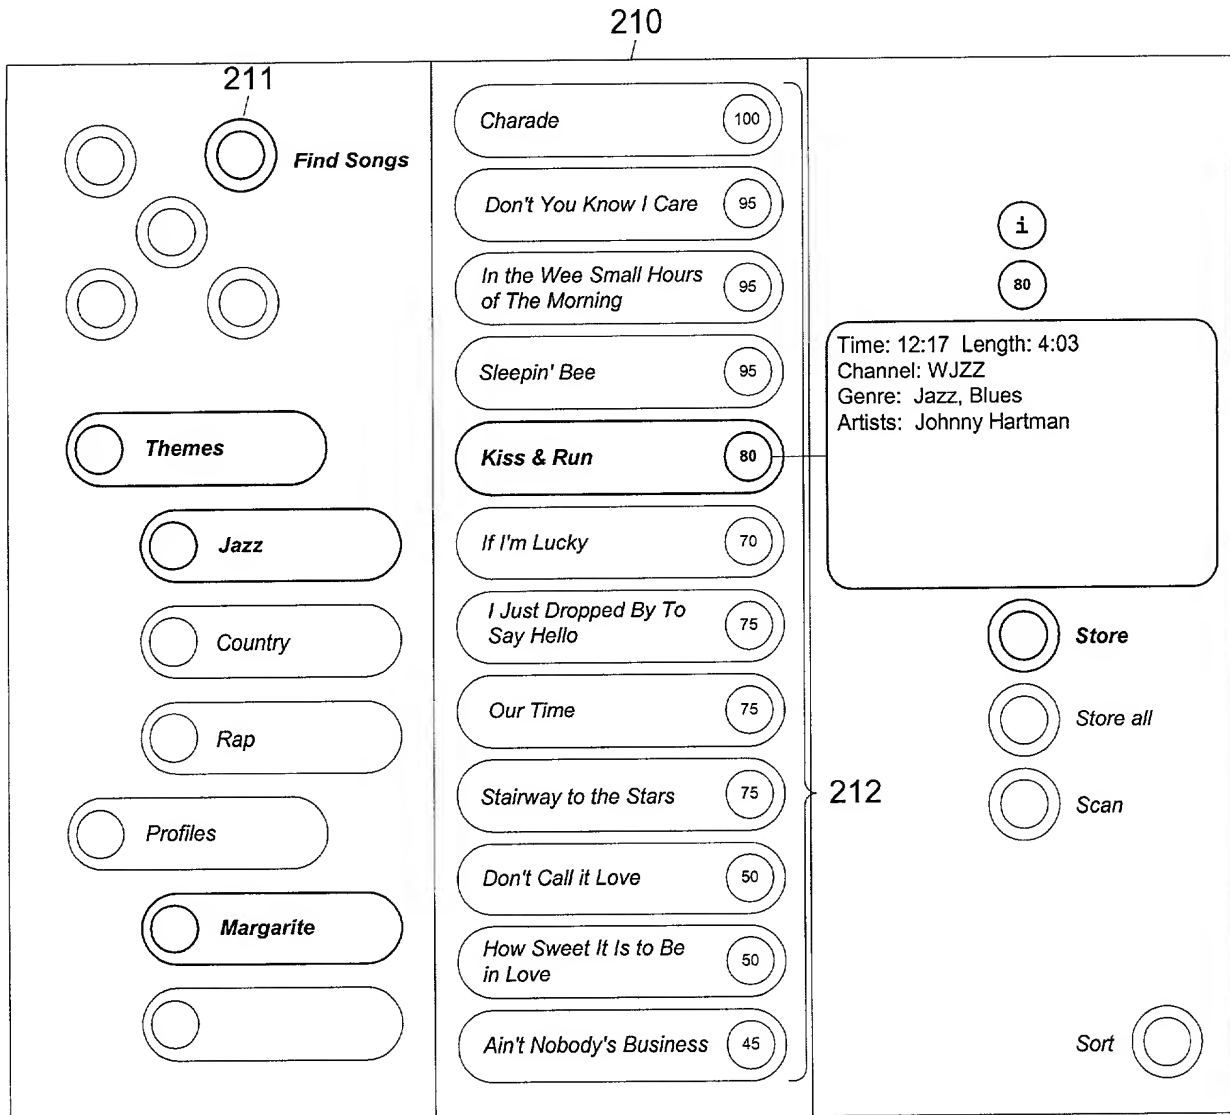 210
211
Find Songs
Themes
Jazz
Country
Rap
Profiles
Margarite
Charade 100
Don't You Know I Care 95
In the Wee Small Hours
of The Morning 95
Sleepin' Bee 95
Kiss & Run 80
If I'm Lucky 70
I Just Dropped By To
Say Hello 75
Our Time 75
Stairway to the Stars 75
Don't Call it Love 50
How Sweet It Is to Be
in Love 50
Ain't Nobody's Business 45
212
i
80
Time: 12:17 Length: 4:03
Channel: WJZZ
Genre: Jazz, Blues
Artists: Johnny Hartman
Store
Store all
Scan
Sort